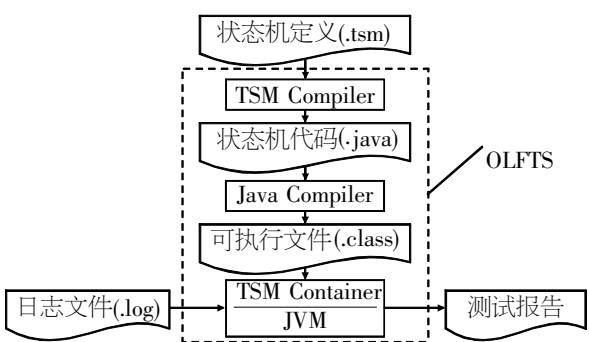 状态机定义(.tsm)
TSM Compiler
状态机代码(.java)
OLFTS
Java Compiler
可执行文件(.class)
日志文件(.log)
TSM Container
JVM
测试报告